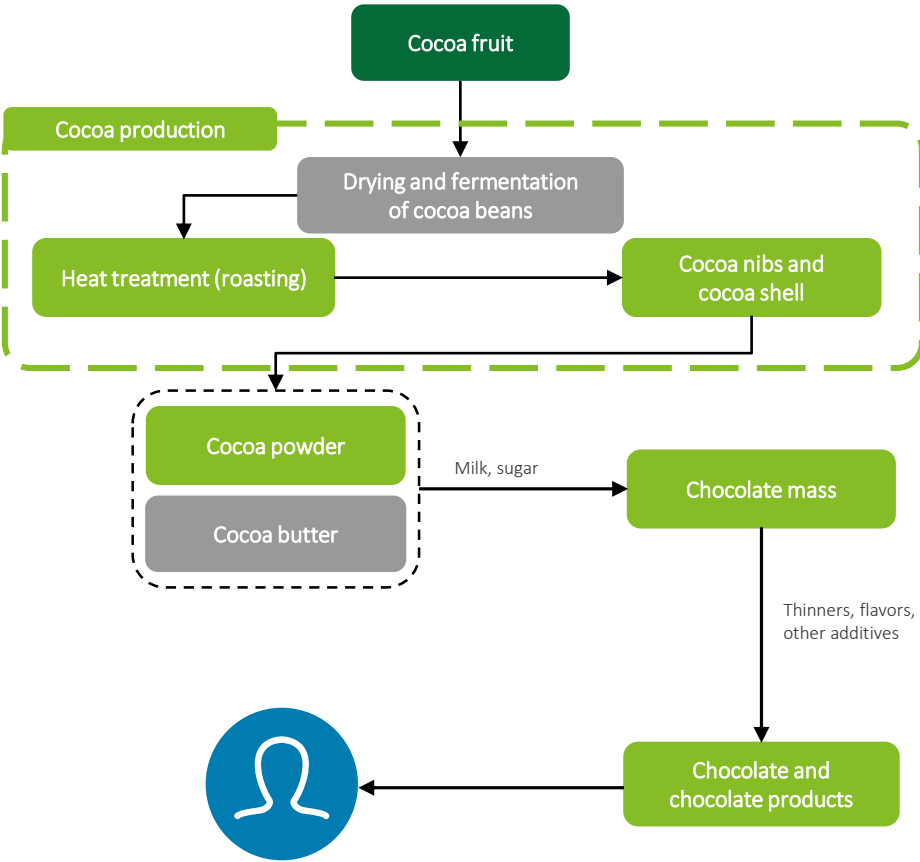 Cocoa fruit
Cocoa production
Drying and fermentation
of cocoa beans
Heat treatment (roasting)
Cocoa nibs and
cocoa shell
Cocoa powder
Milk, sugar
Chocolate mass
Cocoa butter
Thinners, flavors,
other additives
Chocolate and
chocolate products